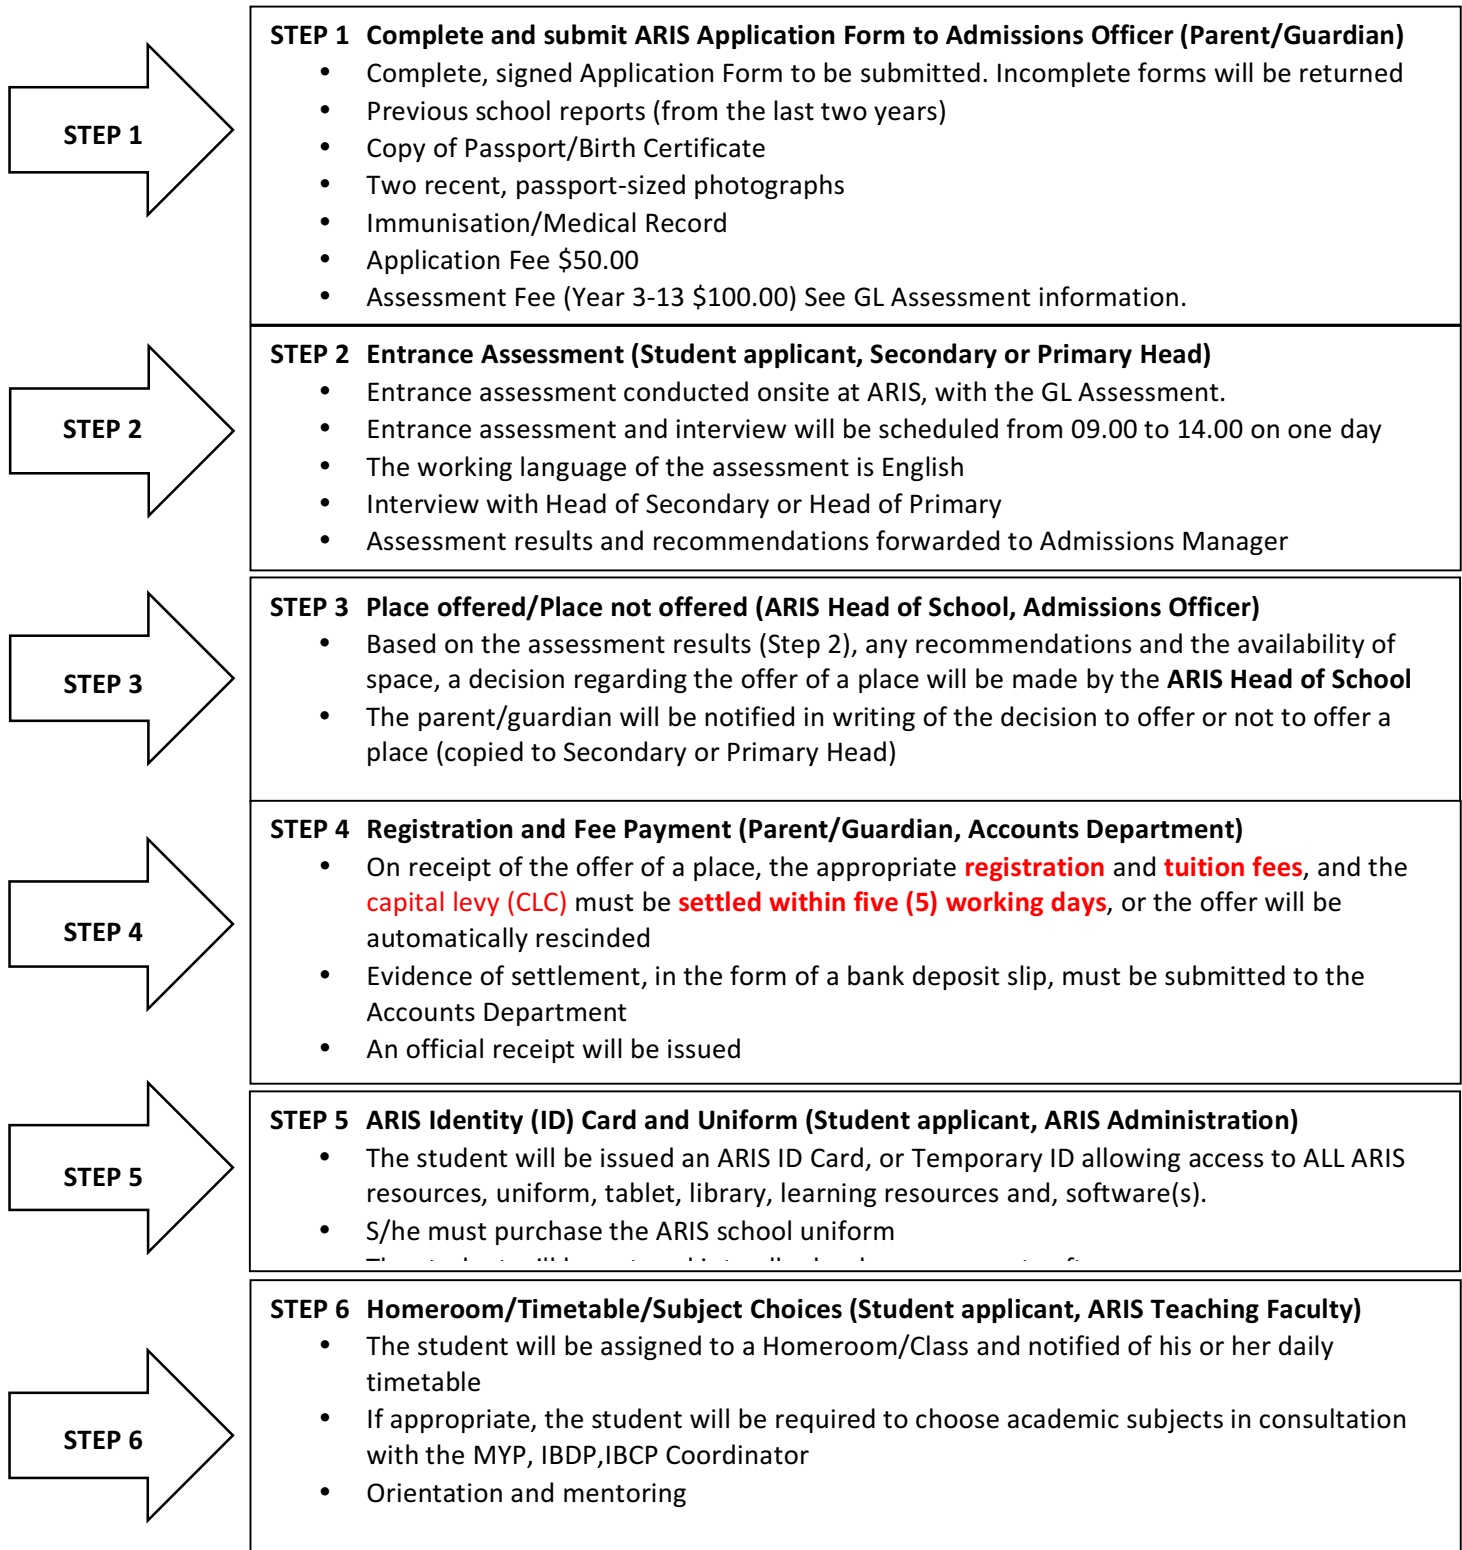 STEP 1
STEP 1 Complete and submit ARIS Application Form to Admissions Officer (Parent/Guardian)
• Complete, signed Application Form to be submitted. Incomplete forms will be returned
• Previous school reports (from the last two years)
• Copy of Passport/Birth Certificate
• Two recent, passport-sized photographs
• Immunisation/Medical Record
• Application Fee $50.00
• Assessment Fee (Year 3-13 $100.00) See GL Assessment information.
STEP 2
STEP 2 Entrance Assessment (Student applicant, Secondary or Primary Head)
• Entrance assessment conducted onsite at ARIS, with the GL Assessment.
• Entrance assessment and interview will be scheduled from 09.00 to 14.00 on one day
• The working language of the assessment is English
• Interview with Head of Secondary or Head of Primary
• Assessment results and recommendations forwarded to Admissions Manager
STEP 3
STEP 3 Place offered/Place not offered (ARIS Head of School, Admissions Officer)
• Based on the assessment results (Step 2), any recommendations and the availability of
space, a decision regarding the offer of a place will be made by the ARIS Head of School
• The parent/guardian will be notified in writing of the decision to offer or not to offer a
place (copied to Secondary or Primary Head)
STEP 4
STEP 4 Registration and Fee Payment (Parent/Guardian, Accounts Department)
• On receipt of the offer of a place, the appropriate registration and tuition fees, and the
capital levy (CLC) must be settled within five (5) working days, or the offer will be
automatically rescinded
• Evidence of settlement, in the form of a bank deposit slip, must be submitted to the
Accounts Department
• An official receipt will be issued
STEP 5
STEP 5 ARIS Identity (ID) Card and Uniform (Student applicant, ARIS Administration)
• The student will be issued an ARIS ID Card, or Temporary ID allowing access to ALL ARIS
resources, uniform, tablet, library, learning resources and, software(s).
• S/he must purchase the ARIS school uniform
STEP 6
STEP 6 Homeroom/Timetable/Subject Choices (Student applicant, ARIS Teaching Faculty)
• The student will be assigned to a Homeroom/Class and notified of his or her daily
timetable
• If appropriate, the student will be required to choose academic subjects in consultation
with the MYP, IBDP,IBCP Coordinator
• Orientation and mentoring